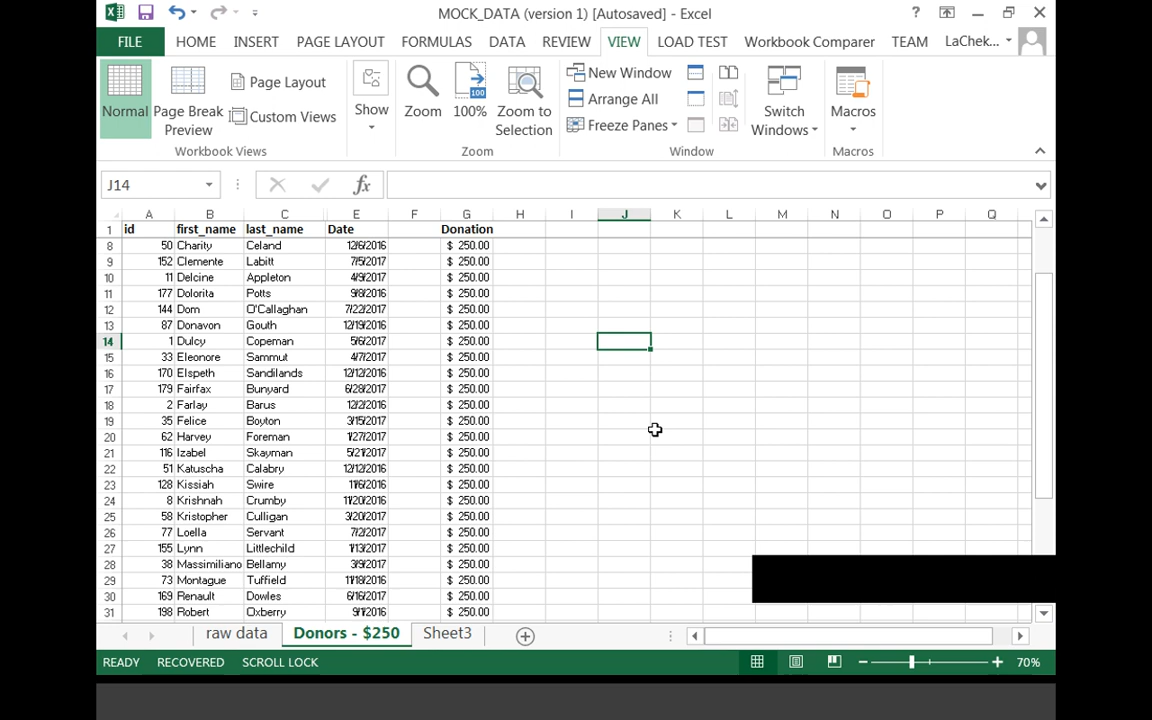 MOCK_DATA (version 1) [Autosaved] - Excel
FILE HOME INSERT PAGE LAYOUT FORMULAS DATA REVIEW VIEW LOAD TEST Workbook Comparer TEAM LaChek...
Normal
Page Break Preview
Page Layout
Custom Views
Workbook Views
Show
Zoom
100%
Zoom to Selection
Zoom
New Window
Arrange All
Freeze Panes
Switch Windows
Window
Macros
Macros
J14 fx
A B C E F G H I J K L M N O P Q
1 id first_name last_name Date Donation
8 50 Charity Celand 12/6/2016 $ 250.00
9 152 Clemente Labitt 7/5/2017 $ 250.00
10 11 Delcine Appleton 4/9/2017 $ 250.00
11 177 Dolorita Potts 9/8/2016 $ 250.00
12 144 Dom O'Callaghan 7/22/2017 $ 250.00
13 87 Donavon Gouth 12/19/2016 $ 250.00
14 1 Dulcy Copeman 5/6/2017 $ 250.00
15 33 Eleonore Sammut 4/7/2017 $ 250.00
16 170 Elspeth Sandilands 12/12/2016 $ 250.00
17 179 Fairfax Bunyard 6/28/2017 $ 250.00
18 2 Farlay Barus 12/2/2016 $ 250.00
19 35 Felice Boyton 3/15/2017 $ 250.00
20 62 Harvey Foreman 1/27/2017 $ 250.00
21 116 Izabel Skayman 5/21/2017 $ 250.00
22 51 Katuscha Calabry 12/12/2016 $ 250.00
23 128 Kissiah Swire 11/6/2016 $ 250.00
24 8 Krishnah Crumby 11/20/2016 $ 250.00
25 58 Kristopher Culligan 3/20/2017 $ 250.00
26 77 Loella Servant 7/2/2017 $ 250.00
27 155 Lynn Littlechild 1/13/2017 $ 250.00
28 38 Massimiliano Bellamy 3/9/2017 $ 250.00
29 73 Montague Tuffield 11/18/2016 $ 250.00
30 169 Renault Dowles 6/16/2017 $ 250.00
31 198 Robert Oxberry 9/1/2016 $ 250.00
raw data Donors - $250 Sheet3
READY RECOVERED SCROLL LOCK 70%